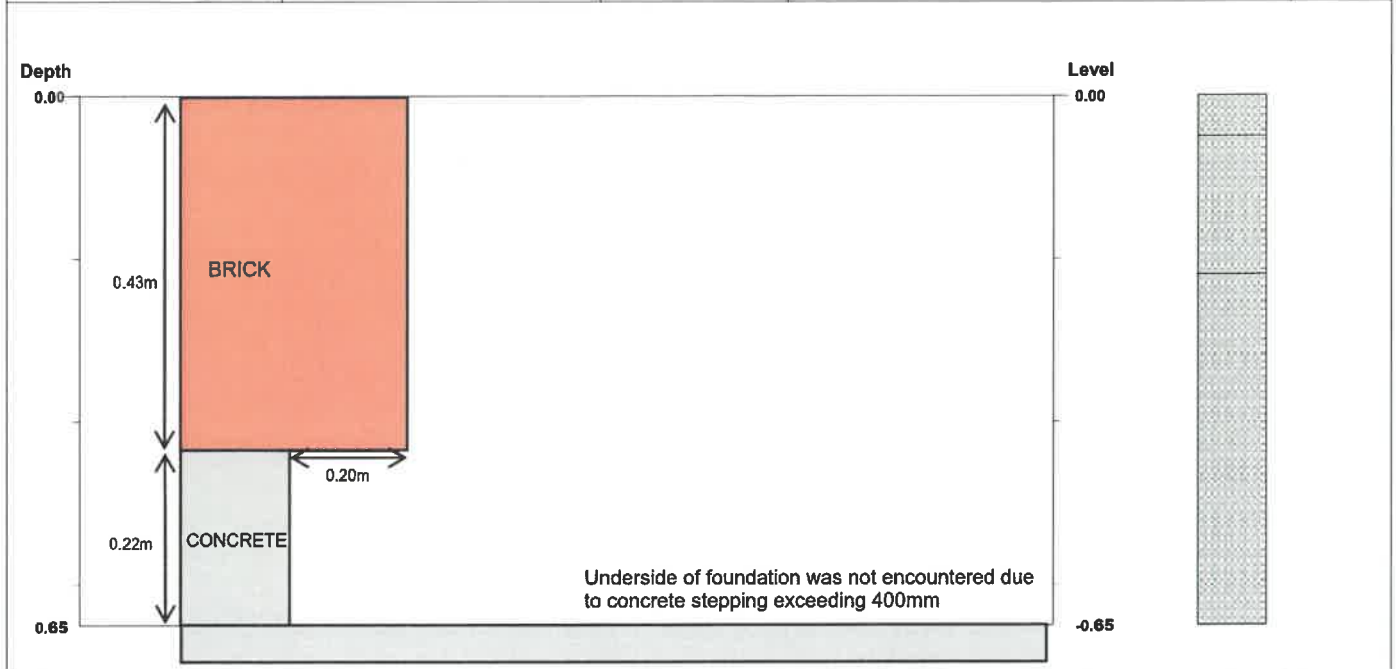 Depth
Level
0.00
0.00
BRICK
0.43m
0.20m
0.22m
CONCRETE
Underside of foundation was not encountered due
to concrete stepping exceeding 400mm
0.65
-0.65